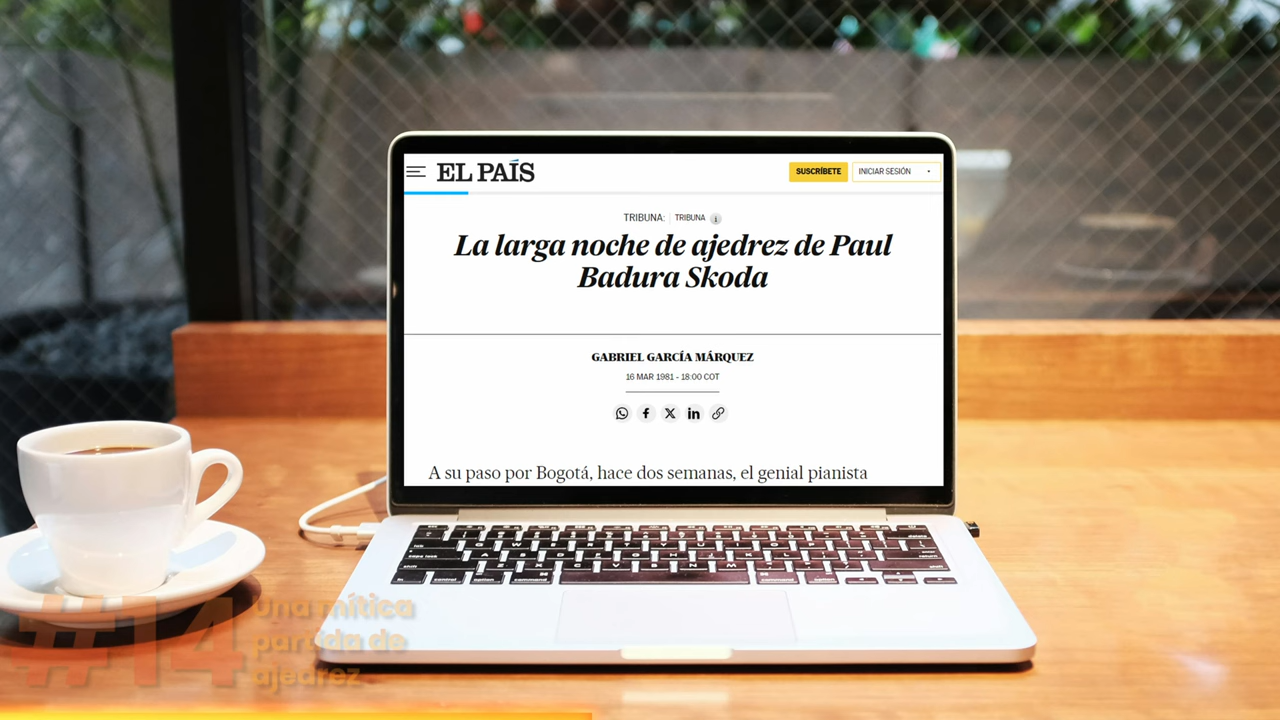 EL PAÍS
SUSCRÍBETE
INICIAR SESIÓN
TRIBUNA: TRIBUNA i
La larga noche de ajedrez de Paul
Badura Skoda
GABRIEL GARCÍA MÁRQUEZ
16 MAR 1981 - 18:00 COT
A su paso por Bogotá, hace dos semanas, el genial pianista
#14
Una mítica
partida de
ajedrez